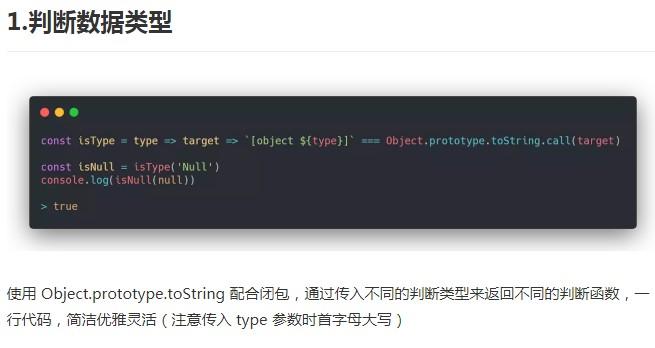 1.判断数据类型
const isType = type => target => `[object ${type}]` === Object.prototype.toString.call(target)
const isNull = isType('Null')
console.log(isNull(null))
> true
使用 Object.prototype.toString 配合闭包，通过传入不同的判断类型来返回不同的判断函数，一
行代码，简洁优雅灵活（注意传入 type 参数时首字母大写）